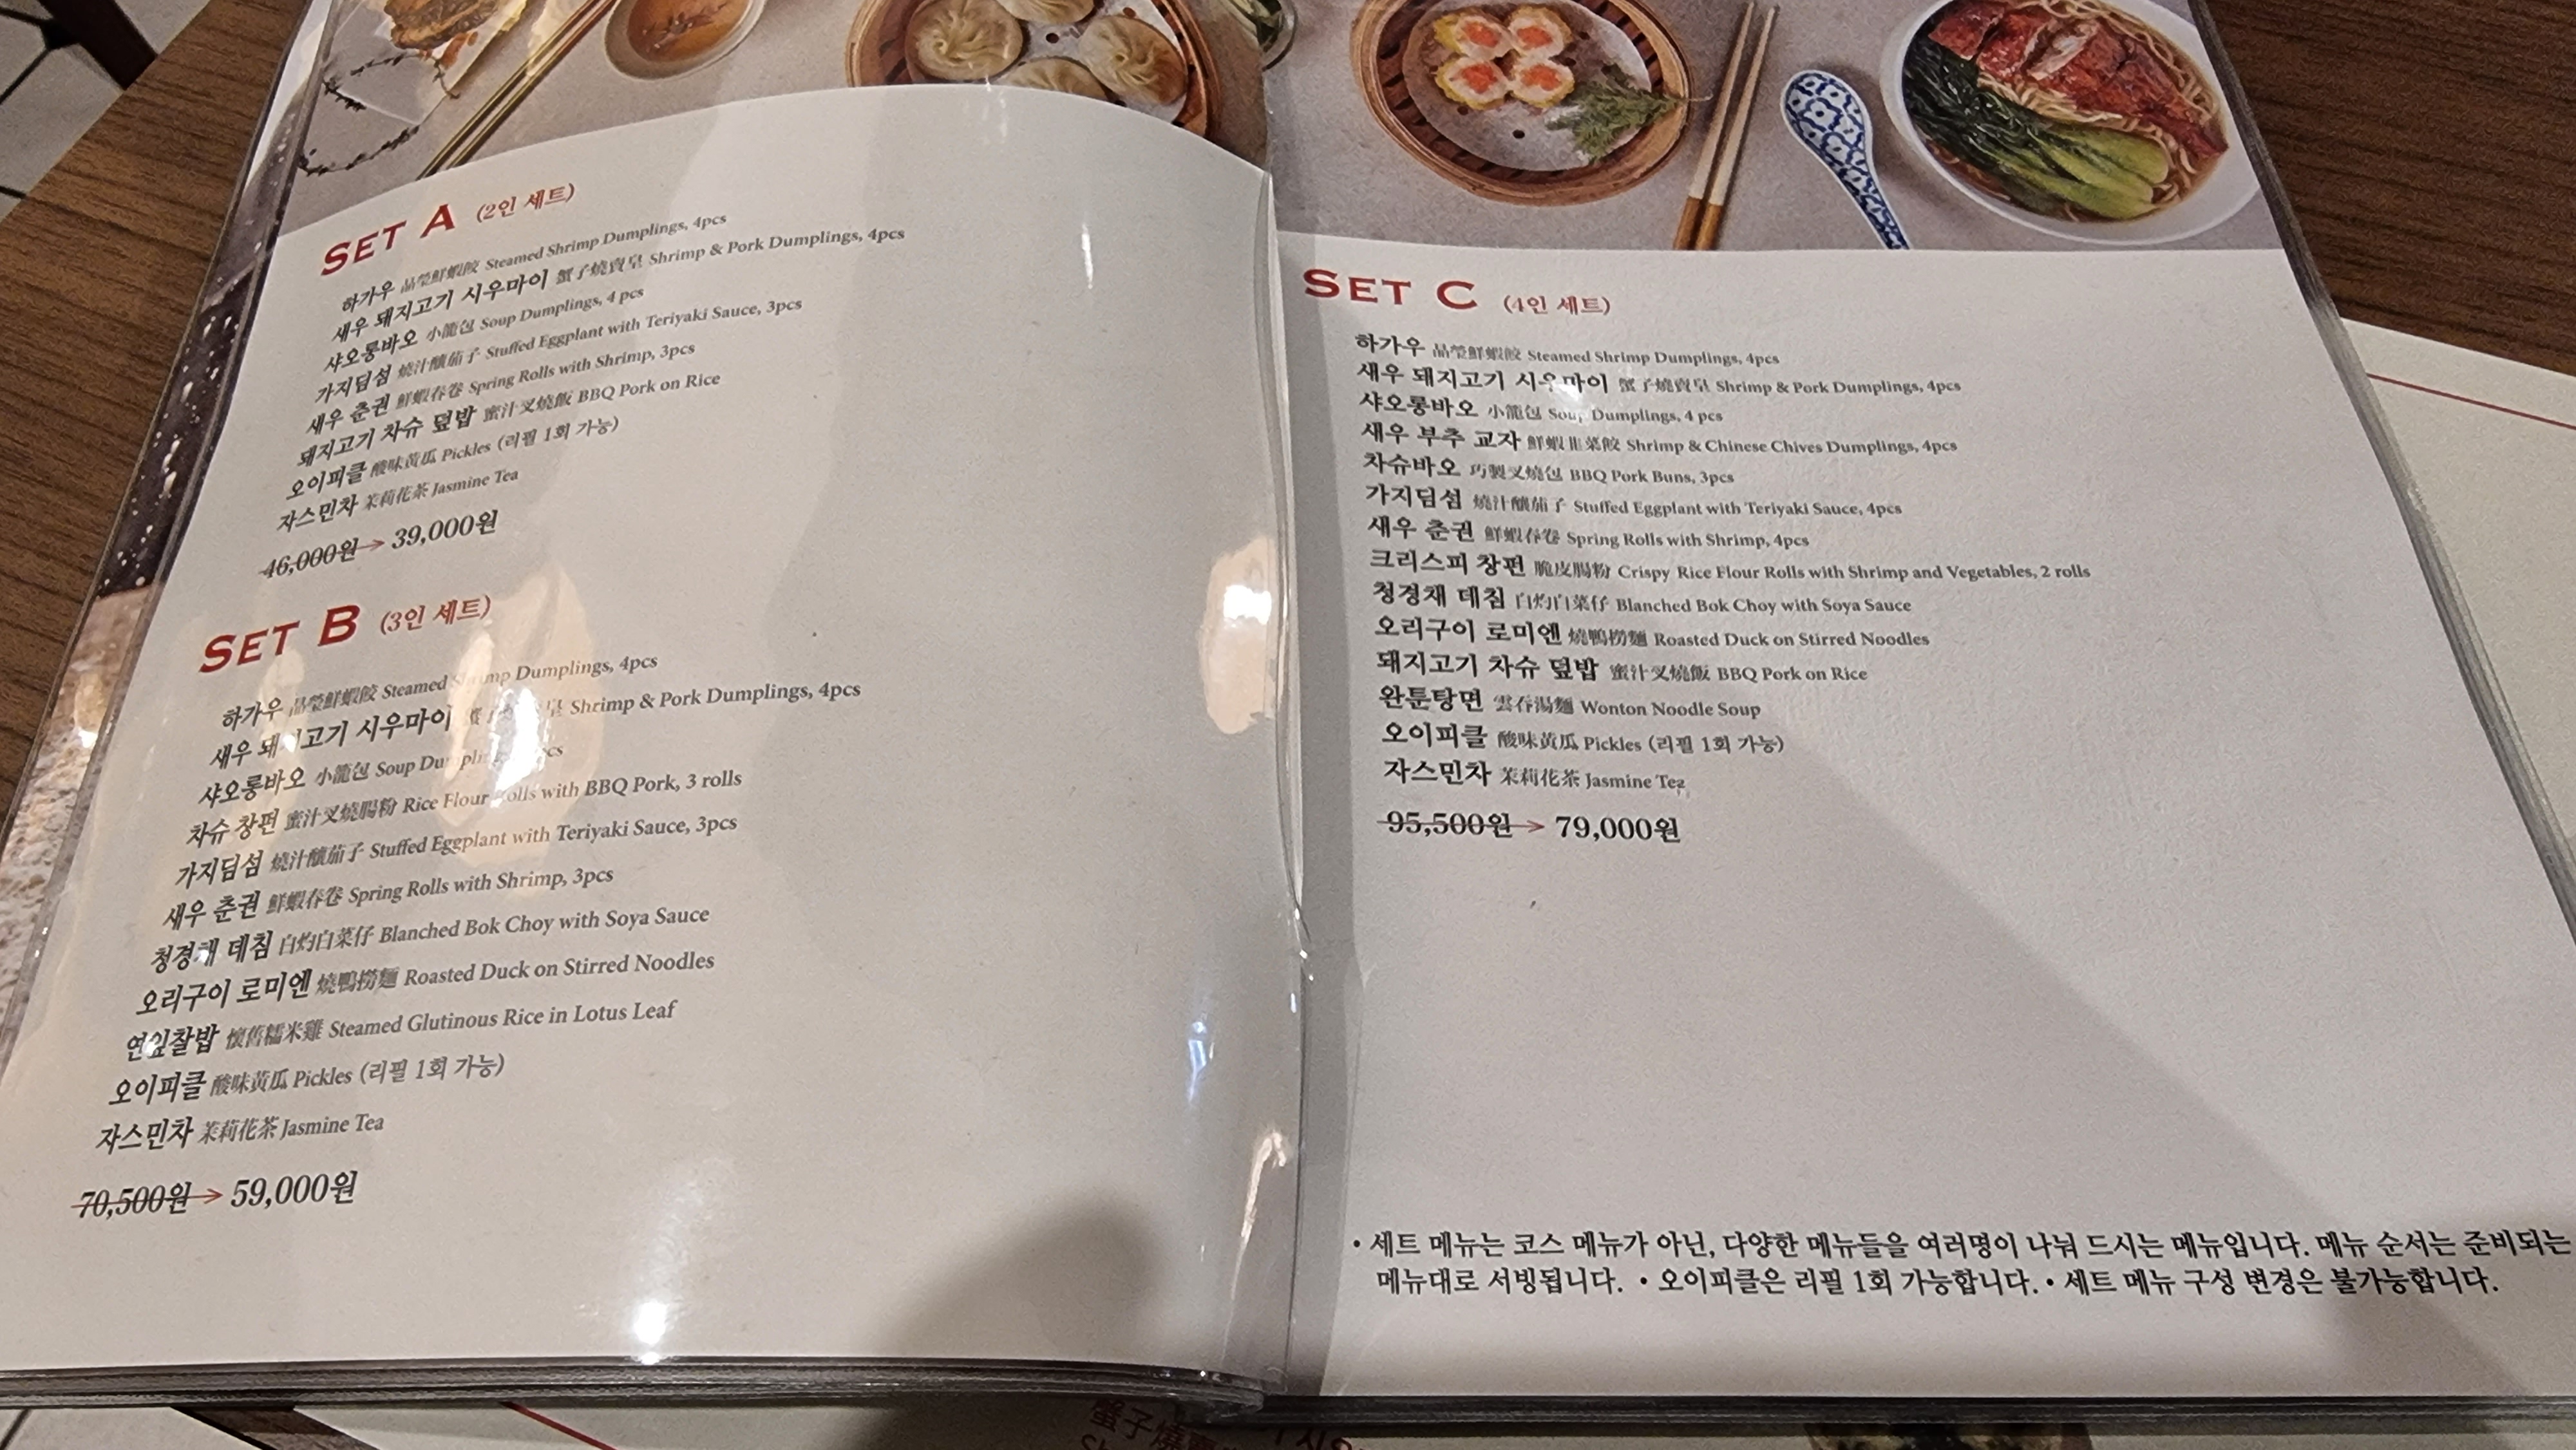 SET A (2인 세트)
하가우 晶瑩鮮蝦餃 Steamed Shrimp Dumplings, 4pcs
새우 돼지고기 시우마이 蟹子燒賣皇 Shrimp & Pork Dumplings, 4pcs
샤오롱바오 小龍包 Soup Dumplings, 4 pcs
가지딤섬 燒汁釀茄子 Stuffed Eggplant with Teriyaki Sauce, 3pcs
새우 춘권 鮮蝦春卷 Spring Rolls with Shrimp, 3pcs
돼지고기 차슈 덮밥 蜜汁叉燒飯 BBQ Pork on Rice
오이피클 酸味黃瓜 Pickles (리필 1회 가능)
자스민차 茉莉花茶 Jasmine Tea
46,000원 → 39,000원
SET B (3인 세트)
하가우 晶瑩鮮蝦餃 Steamed Shrimp Dumplings, 4pcs
새우 돼지고기 시우마이 皇 Shrimp & Pork Dumplings, 4pcs
샤오롱바오 小龍包 Soup Dumplings
차슈 창펀 蜜汁叉燒腸粉 Rice Flour Rolls with BBQ Pork, 3 rolls
가지딤섬 燒汁釀茄子 Stuffed Eggplant with Teriyaki Sauce, 3pcs
새우 춘권 鮮蝦春卷 Spring Rolls with Shrimp, 3pcs
청경채 데침 白灼白菜仔 Blanched Bok Choy with Soya Sauce
오리구이 로미엔 燒鴨撈麵 Roasted Duck on Stirred Noodles
연잎찰밥 懷舊糯米雞 Steamed Glutinous Rice in Lotus Leaf
오이피클 酸味黃瓜 Pickles (리필 1회 가능)
자스민차 茉莉花茶 Jasmine Tea
70,500원 → 59,000원
SET C (4인 세트)
하가우 晶瑩鮮蝦餃 Steamed Shrimp Dumplings, 4pcs
새우 돼지고기 시우마이 蟹子燒賣皇 Shrimp & Pork Dumplings, 4pcs
샤오롱바오 小龍包 Soup Dumplings, 4 pcs
새우 부추 교자 鮮蝦韭菜餃 Shrimp & Chinese Chives Dumplings, 4pcs
차슈바오 巧製叉燒包 BBQ Pork Buns, 3pcs
가지딤섬 燒汁釀茄子 Stuffed Eggplant with Teriyaki Sauce, 4pcs
새우 춘권 鮮蝦春卷 Spring Rolls with Shrimp, 4pcs
크리스피 창펀 脆皮腸粉 Crispy Rice Flour Rolls with Shrimp and Vegetables, 2 rolls
청경채 데침 白灼白菜仔 Blanched Bok Choy with Soya Sauce
오리구이 로미엔 燒鴨撈麵 Roasted Duck on Stirred Noodles
돼지고기 차슈 덮밥 蜜汁叉燒飯 BBQ Pork on Rice
완툰탕면 雲吞湯麵 Wonton Noodle Soup
오이피클 酸味黃瓜 Pickles (리필 1회 가능)
자스민차 茉莉花茶 Jasmine Tea
95,500원 → 79,000원
• 세트 메뉴는 코스 메뉴가 아닌, 다양한 메뉴들을 여러명이 나눠 드시는 메뉴입니다. 메뉴 순서는 준비되는
메뉴대로 서빙됩니다. • 오이피클은 리필 1회 가능합니다. • 세트 메뉴 구성 변경은 불가능합니다.